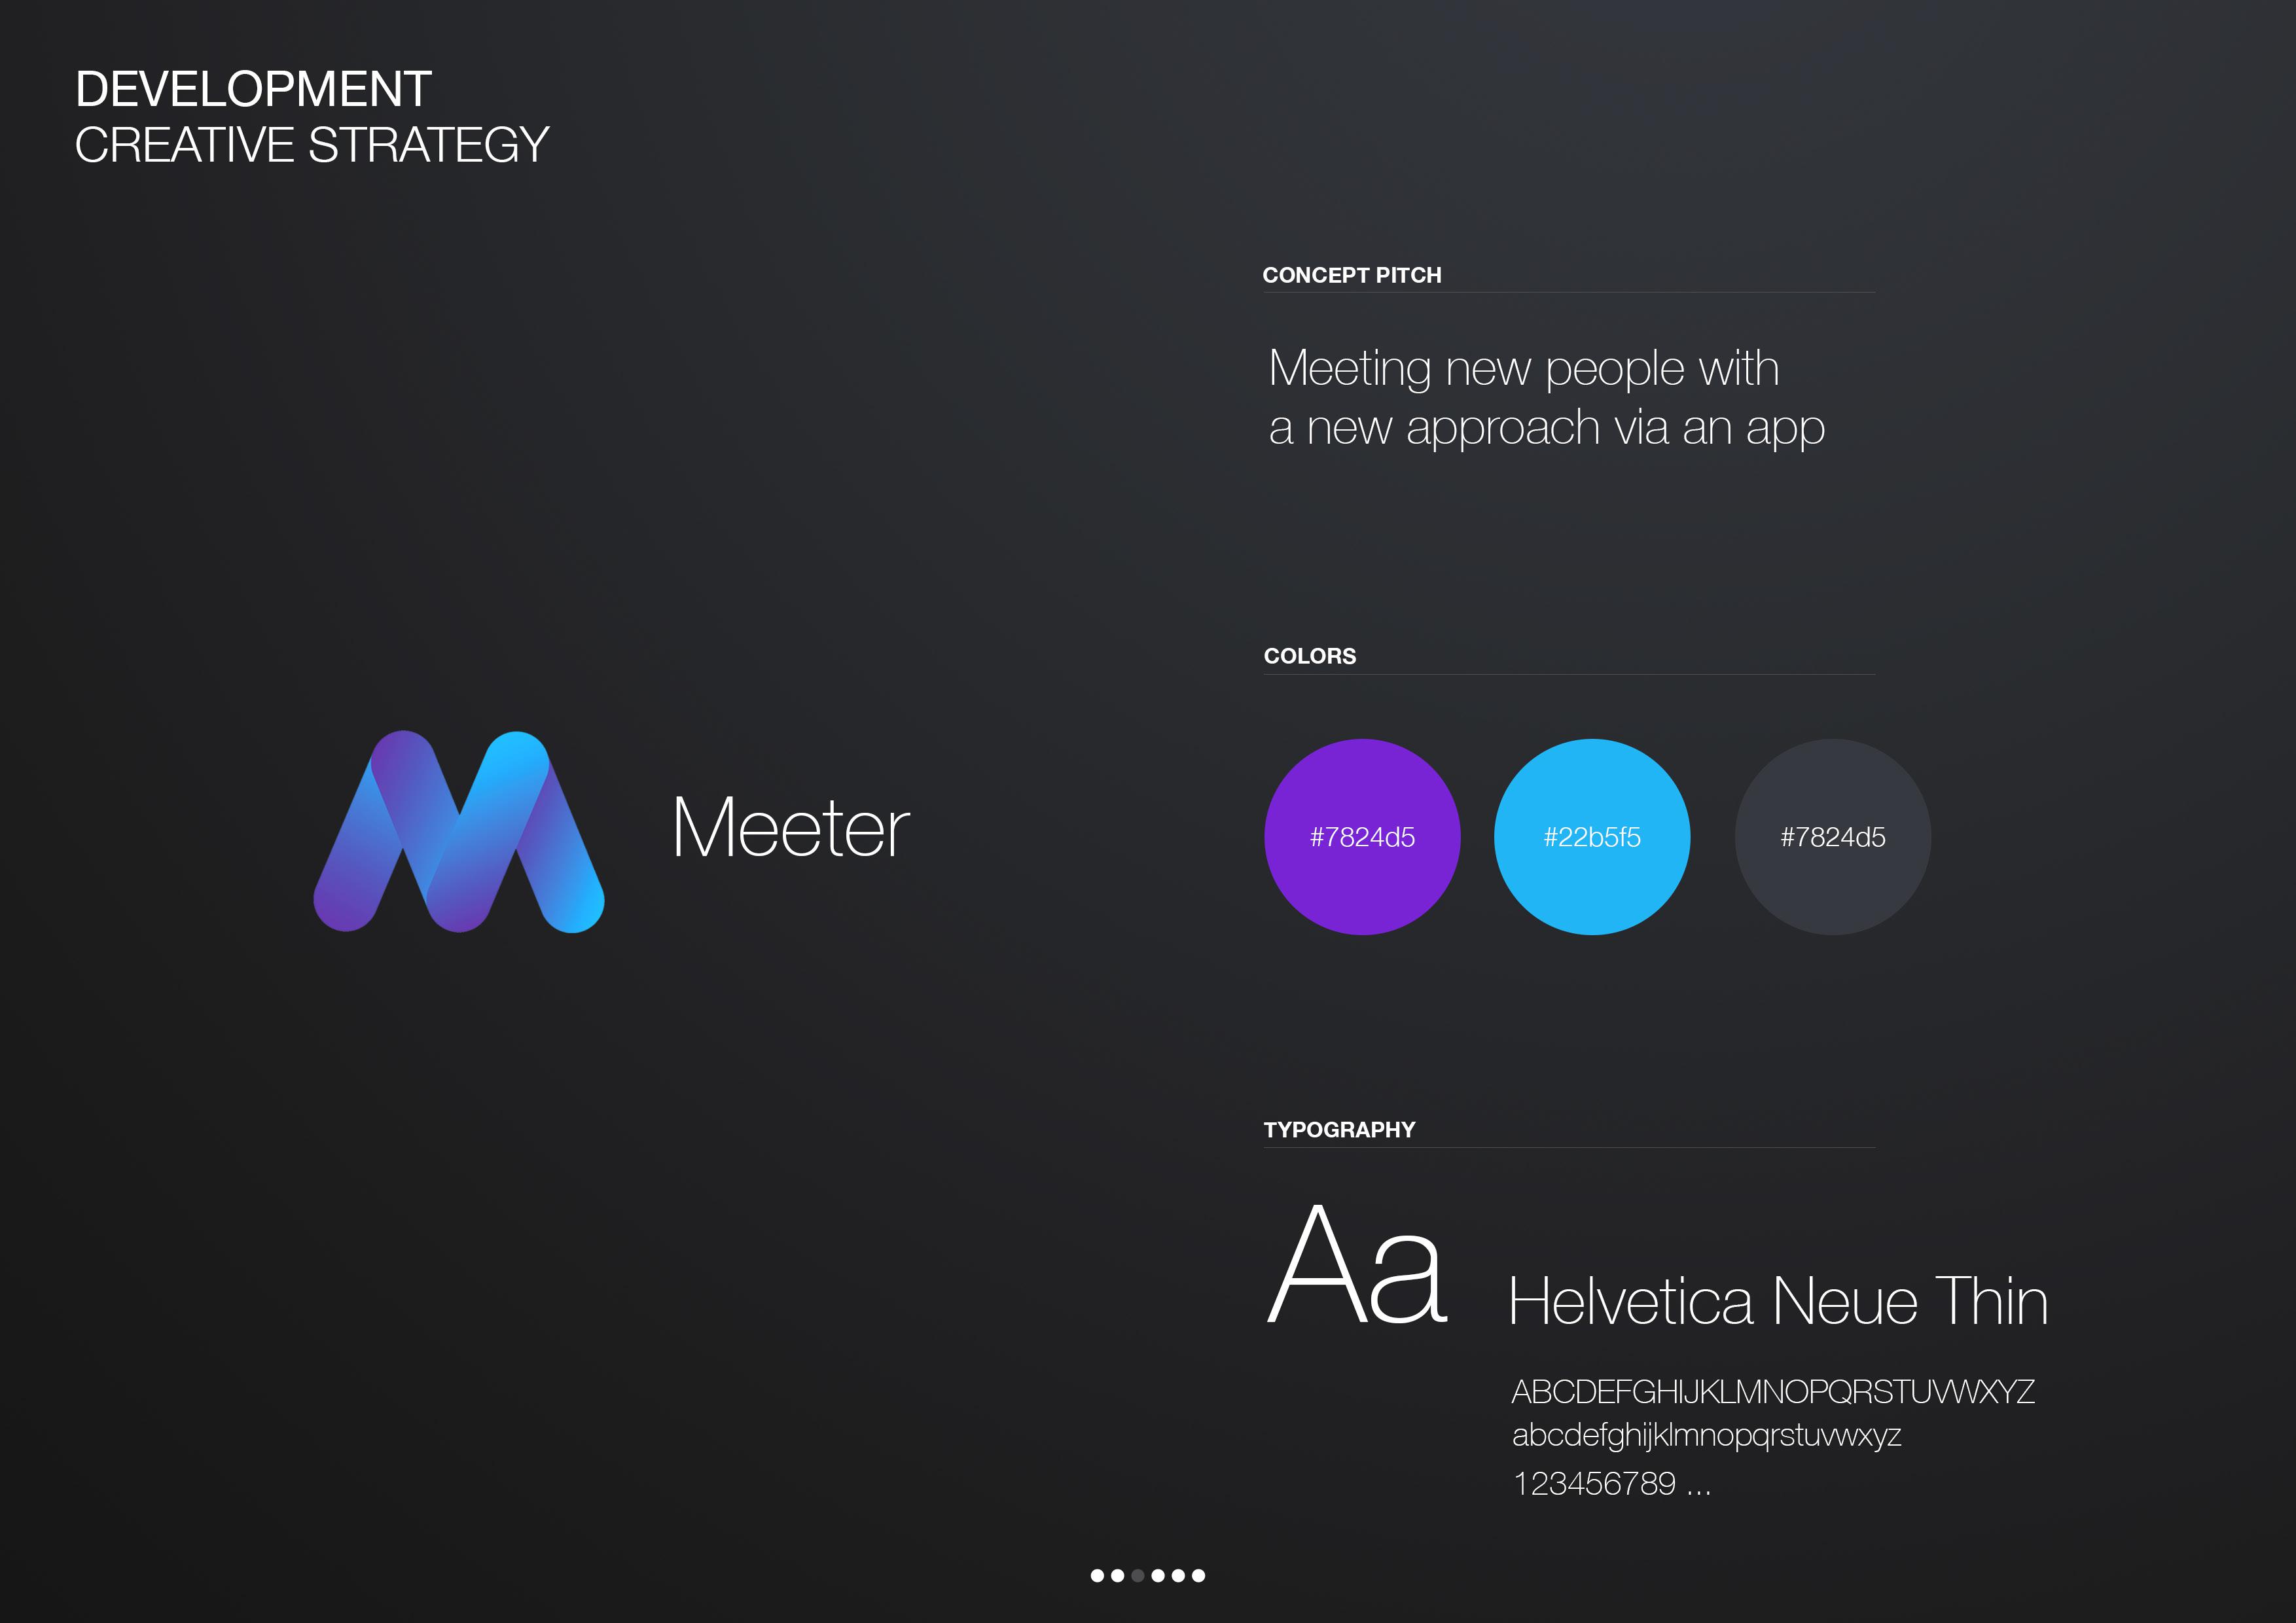 DEVELOPMENT
CREATIVE STRATEGY
CONCEPT PITCH
Meeting new people with
a new approach via an app
COLORS
Meeter
#7824d5 #22b5f5 #7824d5
TYPOGRAPHY
Aa Helvetica Neue Thin
ABCDEFGHIJKLMNOPQRSTUVWXYZ
abcdefghijklmnopqrstuvwxyz
123456789 ...